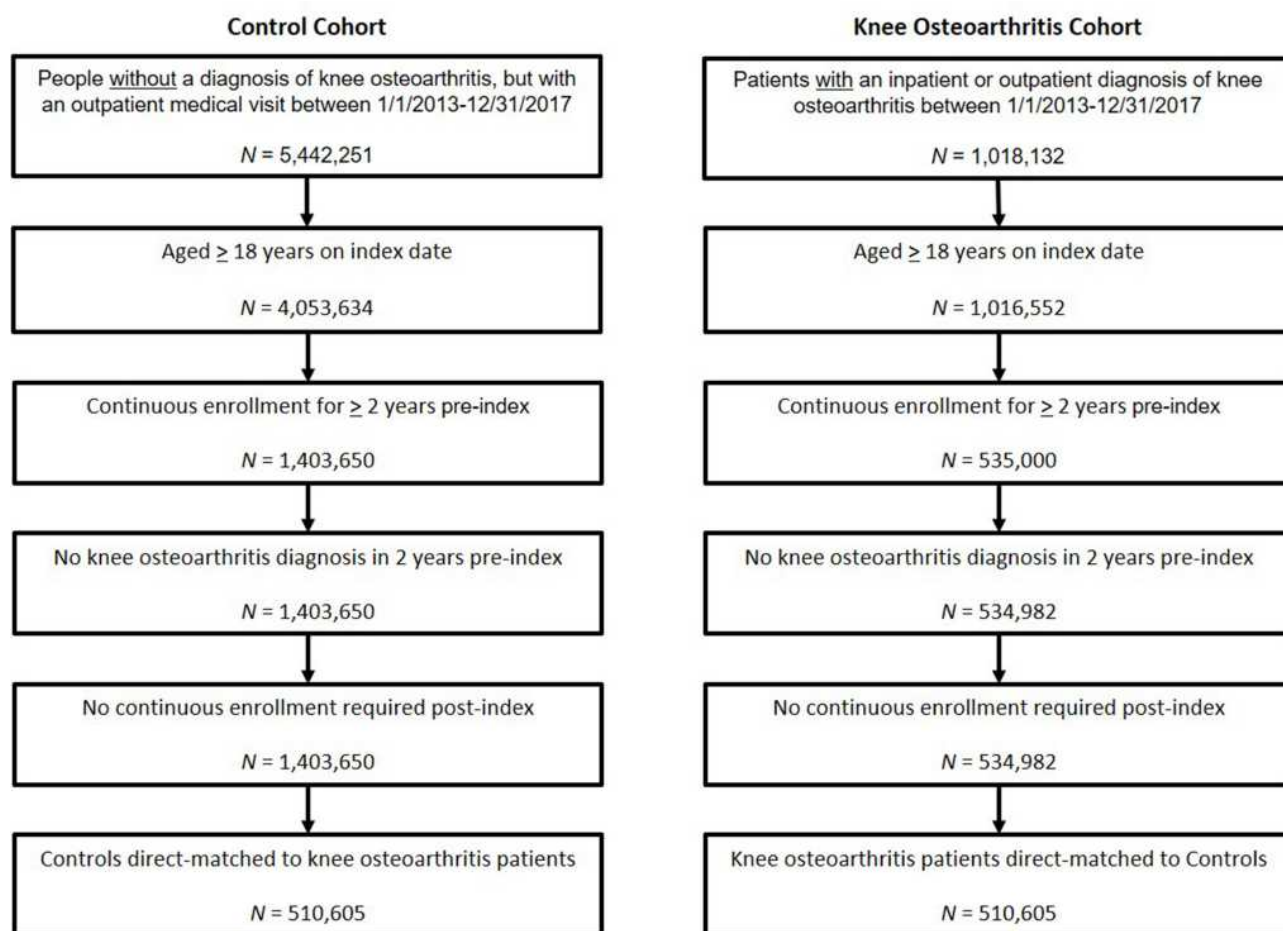 Control Cohort
People without a diagnosis of knee osteoarthritis, but with
an outpatient medical visit between 1/1/2013-12/31/2017
N = 5,442,251
Aged ≥ 18 years on index date
N = 4,053,634
Continuous enrollment for ≥ 2 years pre-index
N = 1,403,650
No knee osteoarthritis diagnosis in 2 years pre-index
N = 1,403,650
No continuous enrollment required post-index
N = 1,403,650
Controls direct-matched to knee osteoarthritis patients
N = 510,605
Knee Osteoarthritis Cohort
Patients with an inpatient or outpatient diagnosis of knee
osteoarthritis between 1/1/2013-12/31/2017
N = 1,018,132
Aged ≥ 18 years on index date
N = 1,016,552
Continuous enrollment for ≥ 2 years pre-index
N = 535,000
No knee osteoarthritis diagnosis in 2 years pre-index
N = 534,982
No continuous enrollment required post-index
N = 534,982
Knee osteoarthritis patients direct-matched to Controls
N = 510,605